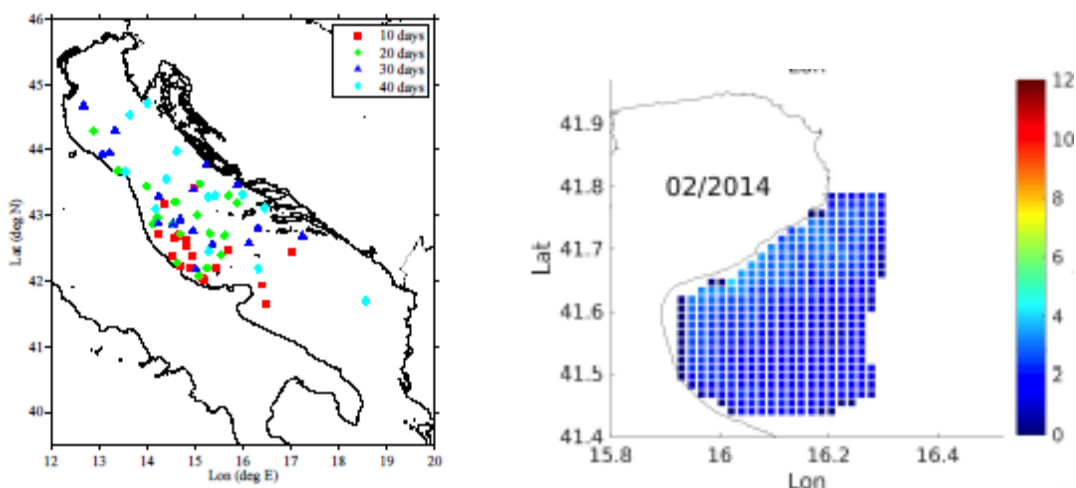 46
45
44
43
42
41
40
12 13 14 15 16 17 18 19 20
Lat (deg N)
Lon (deg E)
10 days
20 days
30 days
40 days
41.9
41.8
41.7
41.6
41.5
41.4
15.8 16 16.2 16.4
Lat
Lon
02/2014
12
10
8
6
4
2
0